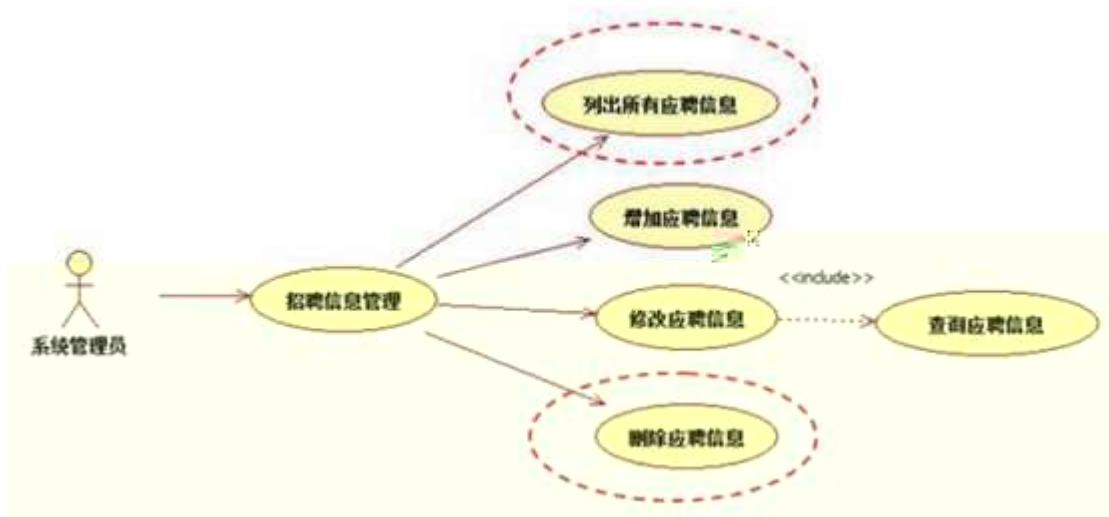 列出所有应聘信息
增加应聘信息
<<include>>
招聘信息管理
修改应聘信息
查询应聘信息
系统管理员
删除应聘信息